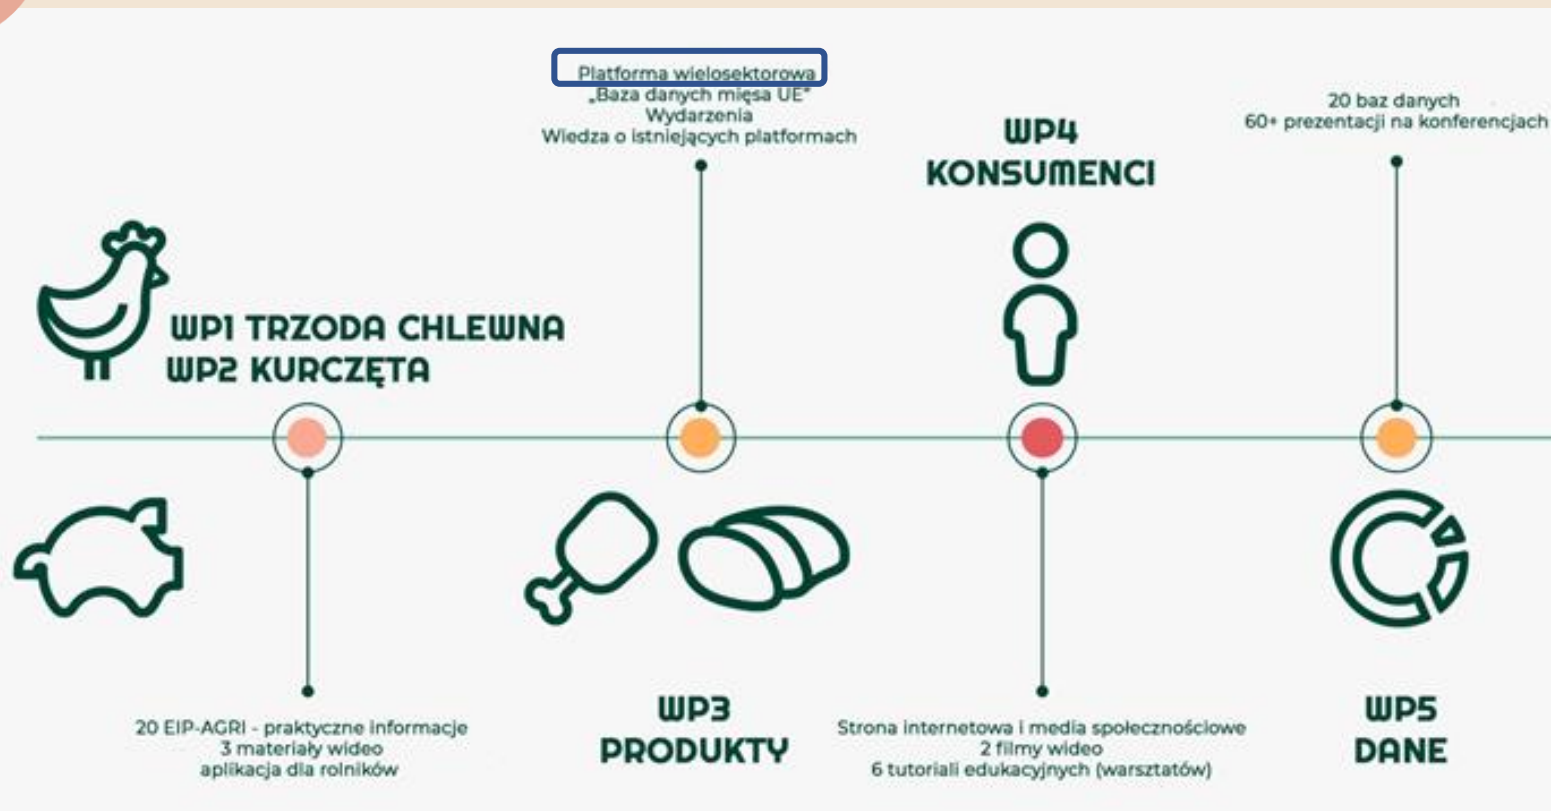 Platforma wielosektorowa
„Baza danych mięsa UE"
Wydarzenia
Wiedza o istniejących platformach
WP4
KONSUMENCI
20 baz danych
60+ prezentacji na konferencjach
WP1 TRZODA CHLEWNA
WP2 KURCZĘTA
20 EIP-AGRI - praktyczne informacje
3 materiały wideo
aplikacja dla rolników
WP3
PRODUKTY
Strona internetowa i media społecznościowe
2 filmy wideo
6 tutoriali edukacyjnych (warsztatów)
WP5
DANE